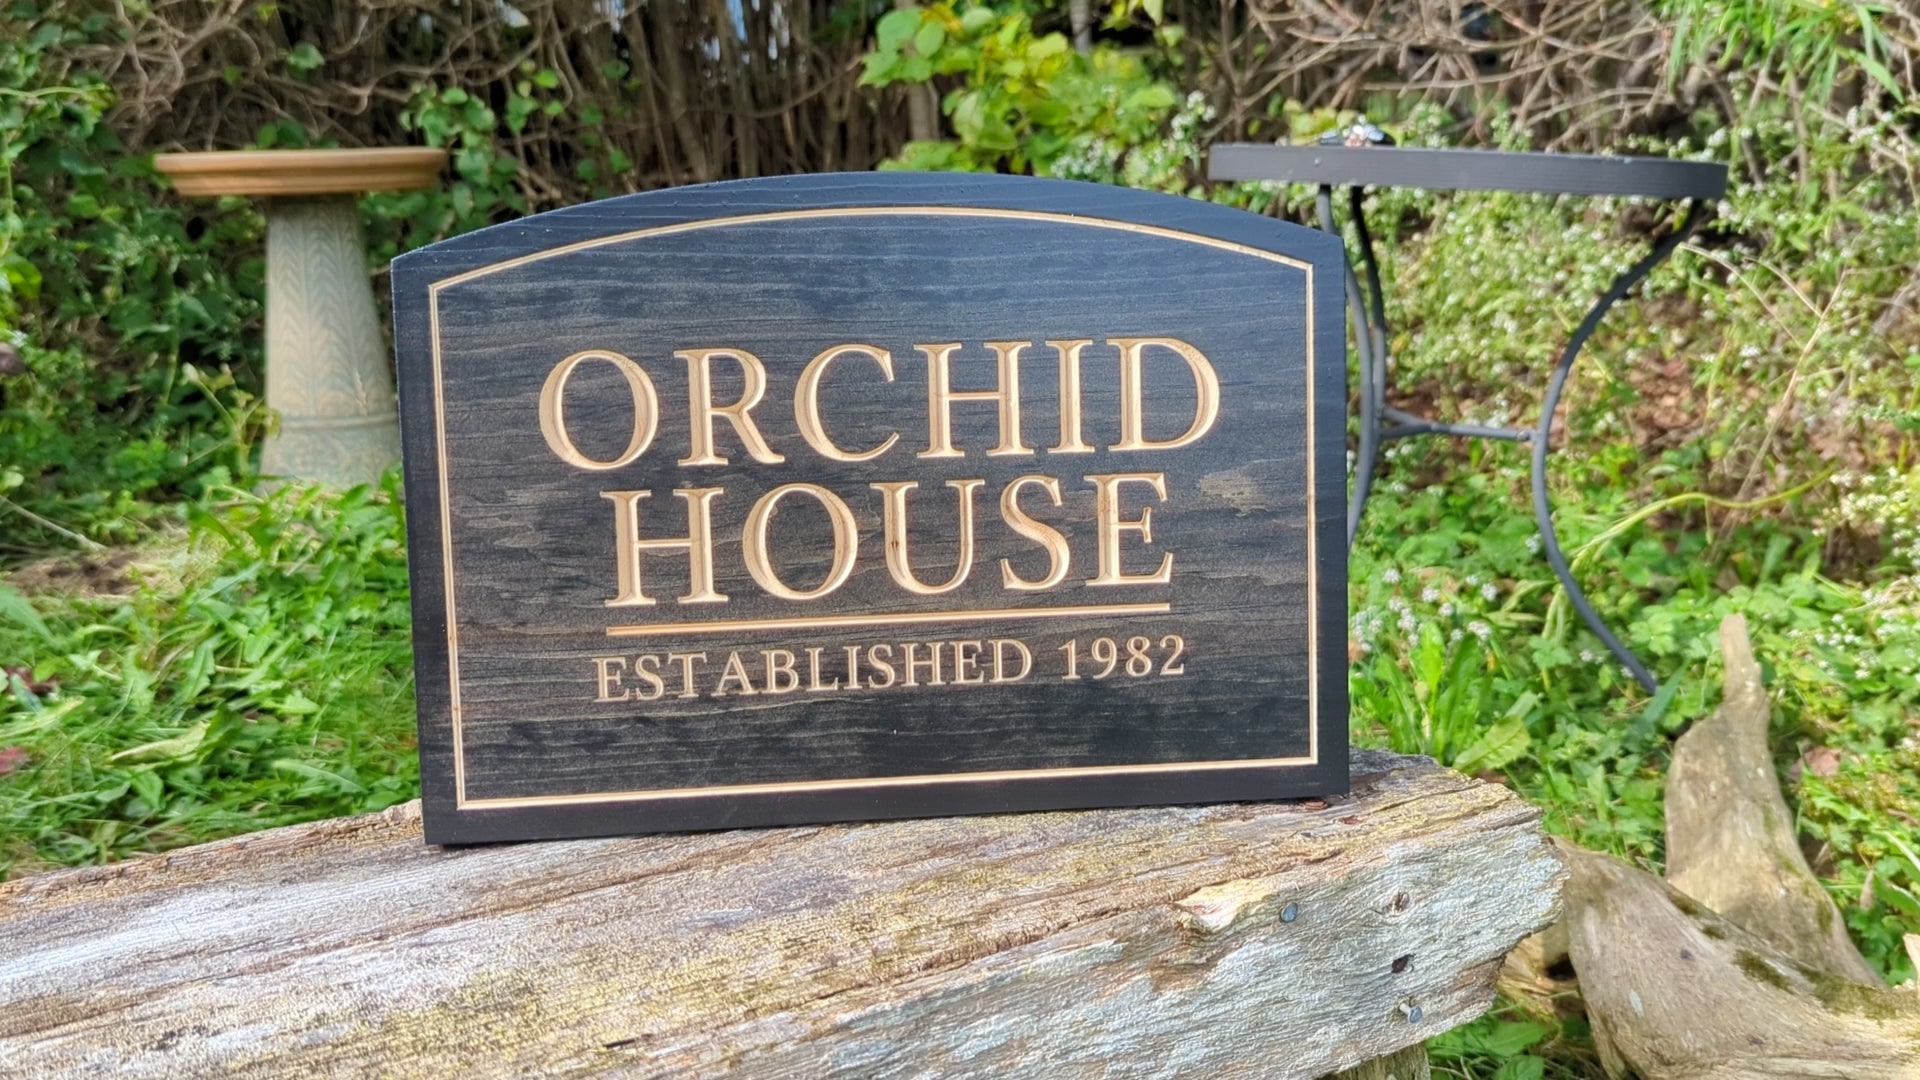 ORCHID
HOUSE
ESTABLISHED 1982